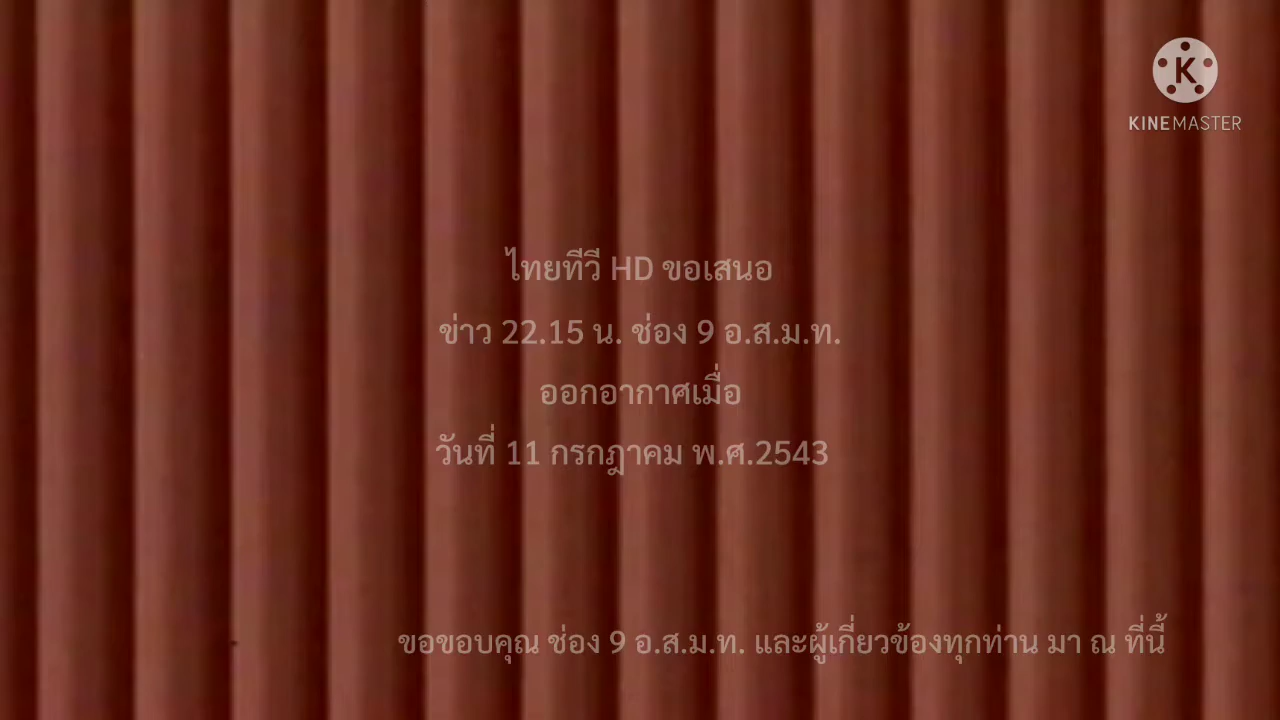 K
KINEMASTER
ไทยทีวี HD ขอเสนอ
ข่าว 22.15 น. ช่อง 9 อ.ส.ม.ท.
ออกอากาศเมื่อ
วันที่ 11 กรกฎาคม พ.ศ.2543
ขอขอบคุณ ช่อง 9 อ.ส.ม.ท. และผู้เกี่ยวข้องทุกท่าน มา ณ ที่นี้